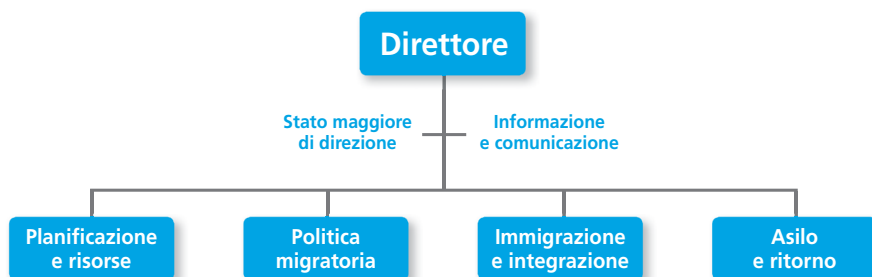 Direttore
Stato maggiore
di direzione
Informazione
e comunicazione
Planificazione
e risorse
Politica
migratoria
Immigrazione
e integrazione
Asilo
e ritorno